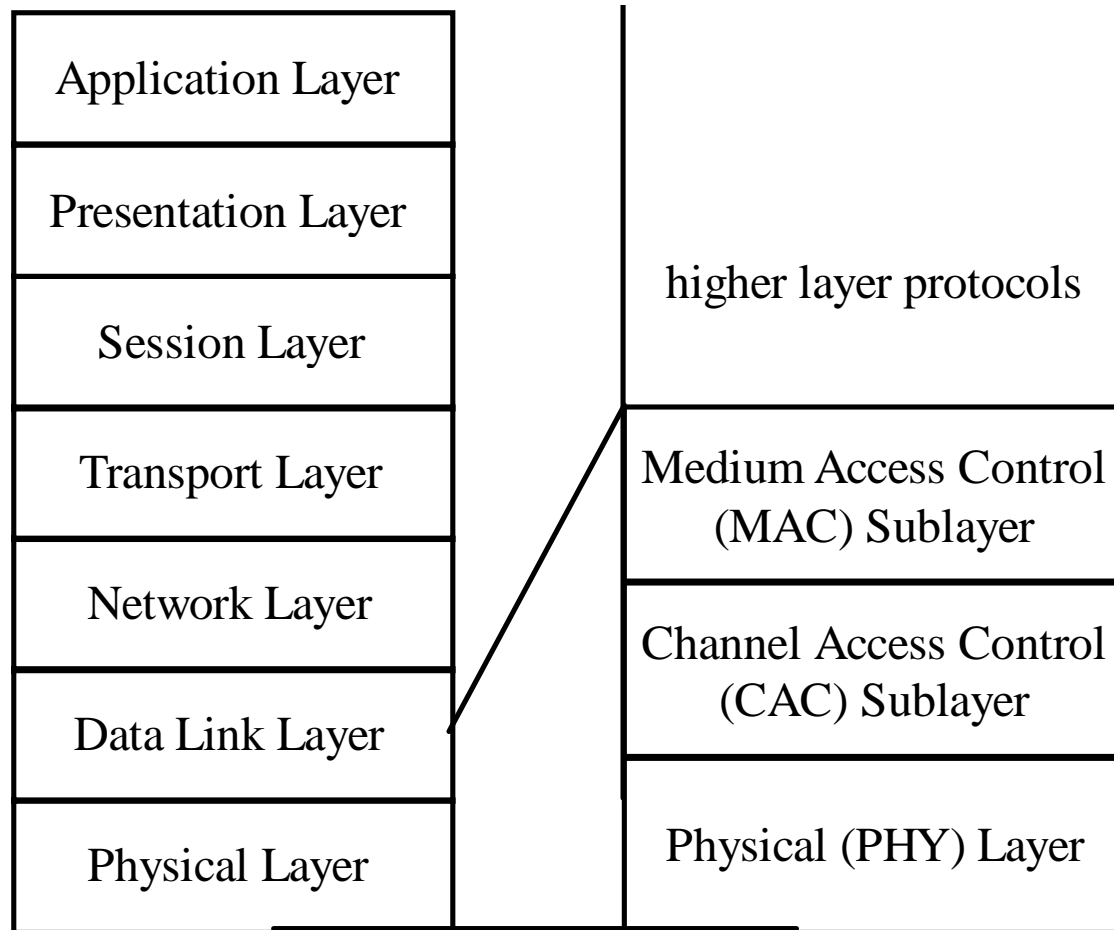 Application Layer
Presentation Layer
Session Layer
Transport Layer
Network Layer
Data Link Layer
Physical Layer
higher layer protocols
Medium Access Control
(MAC) Sublayer
Channel Access Control
(CAC) Sublayer
Physical (PHY) Layer